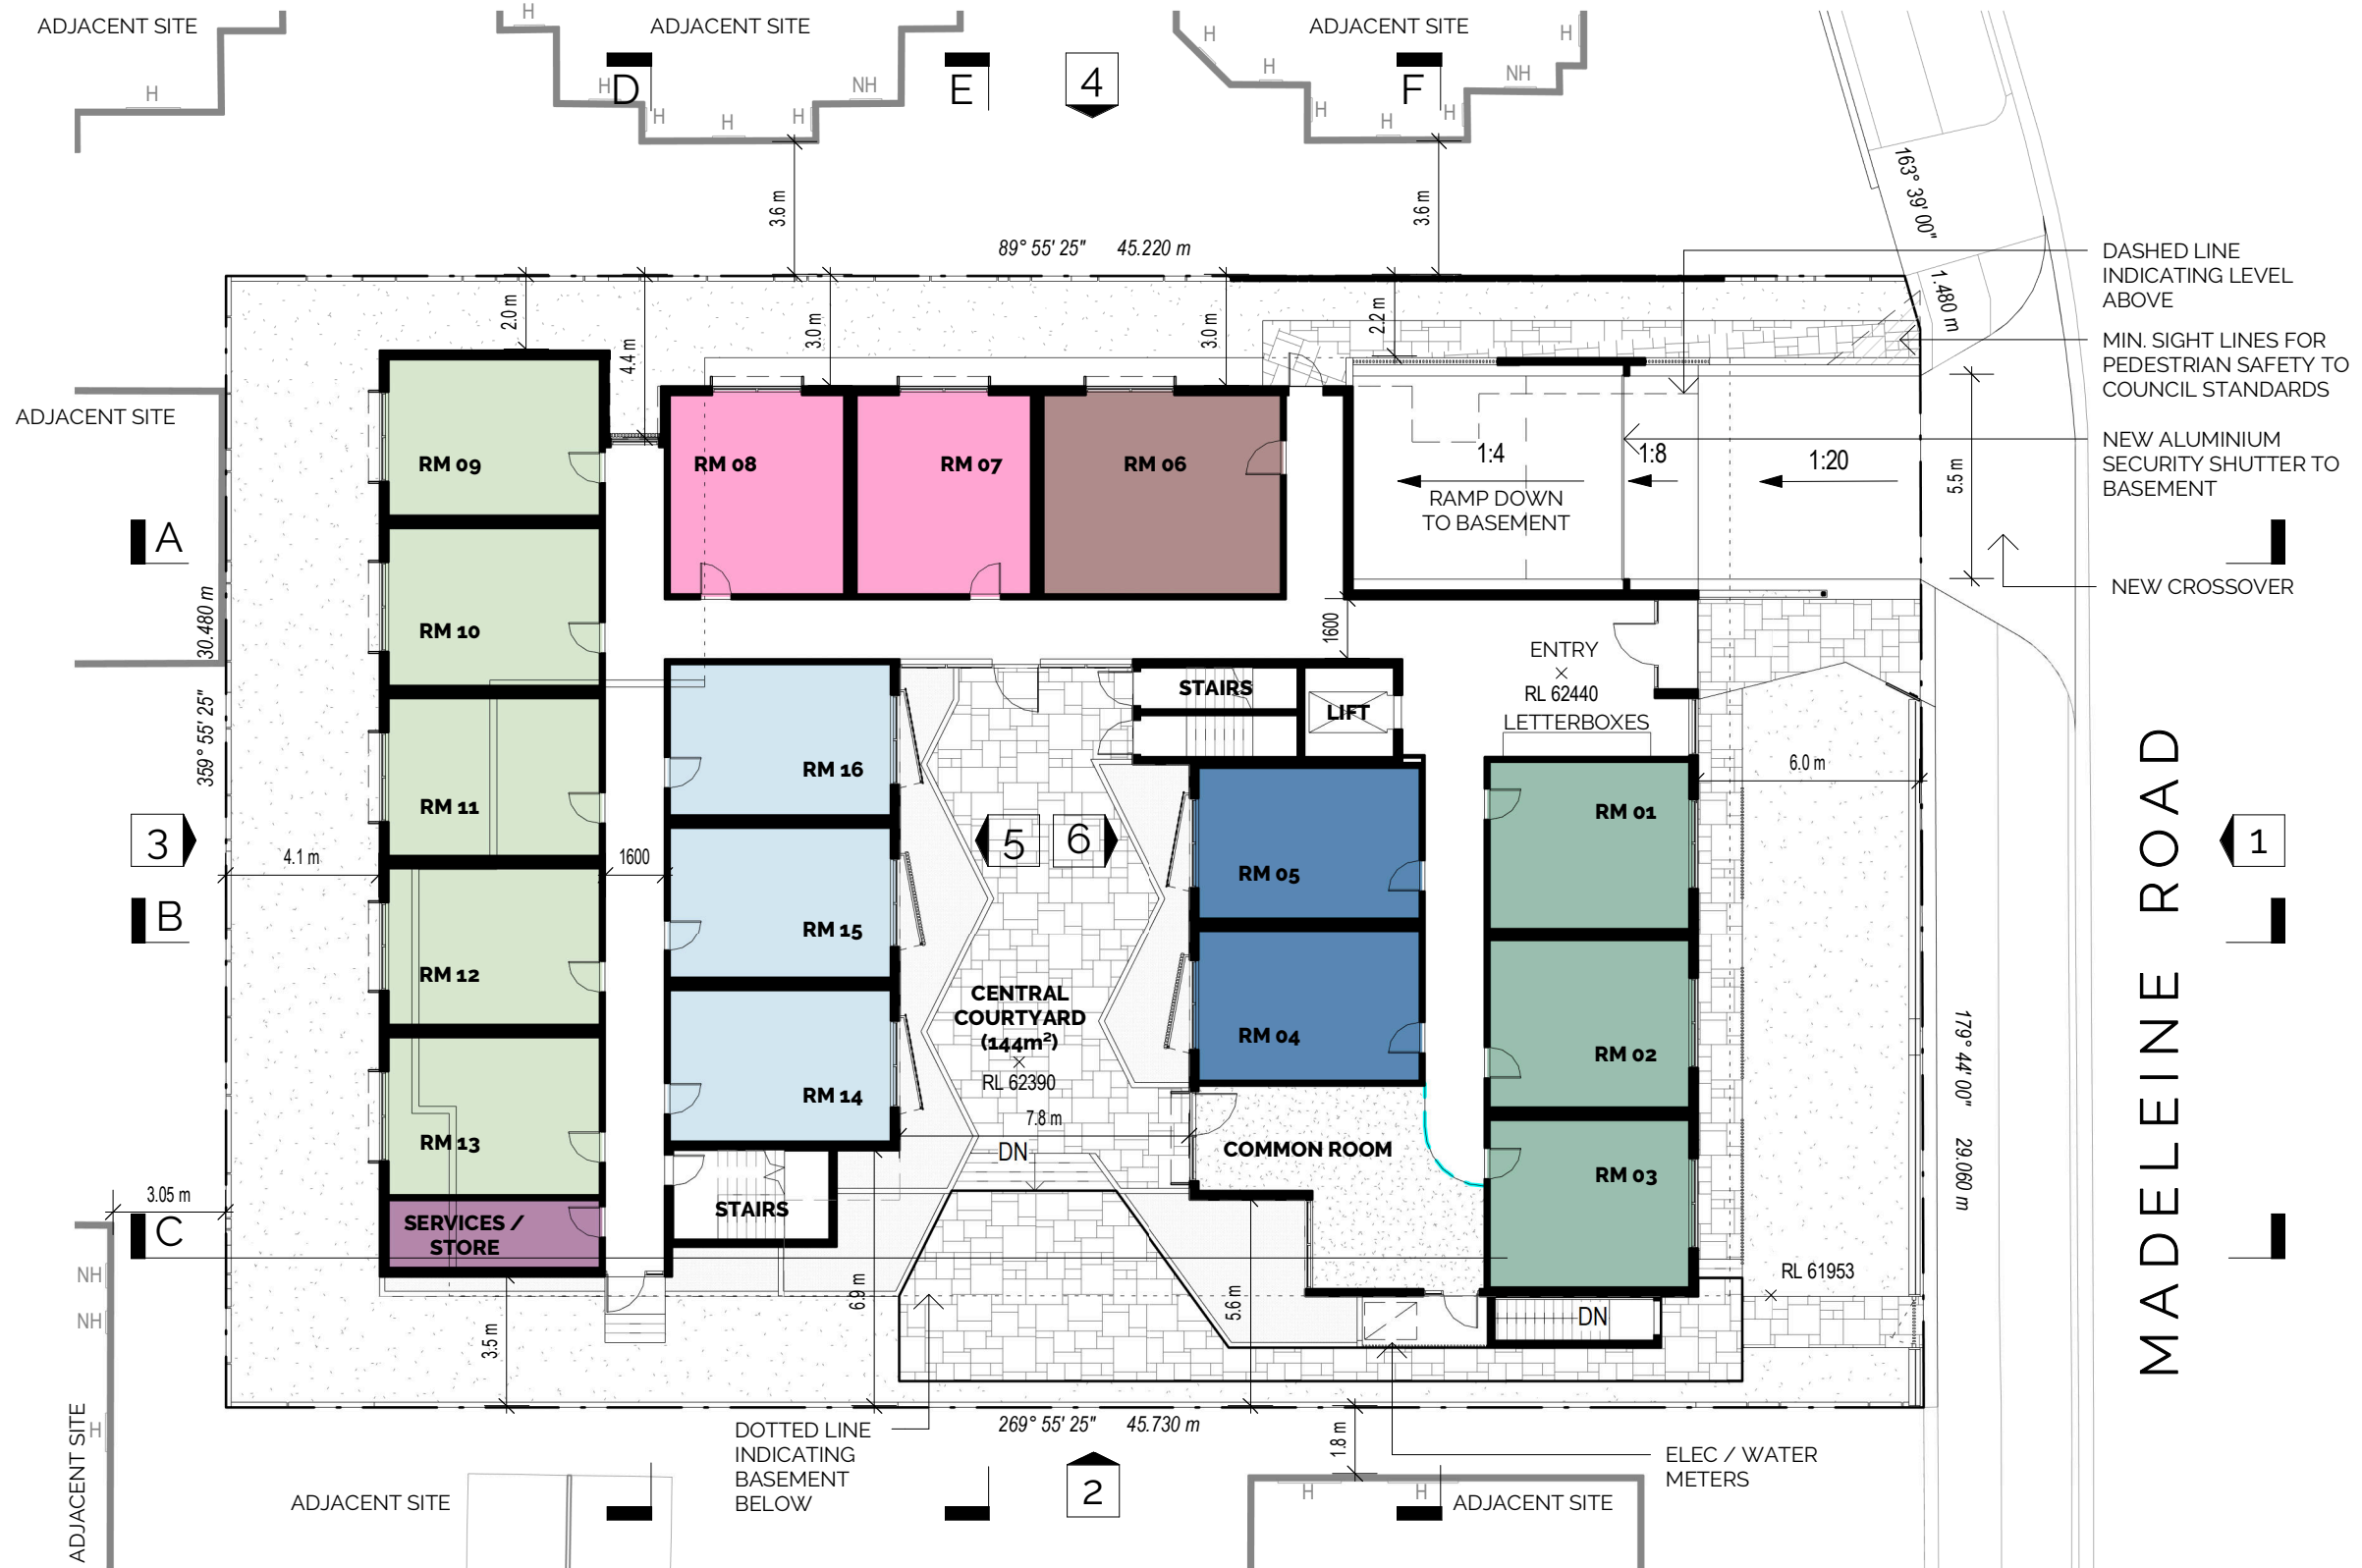 ADJACENT SITE
H
ADJACENT SITE
H
ADJACENT SITE
H
H
H
D
H
H
H
NH
E
4
H
H
H
F
H
NH
3.6 m
3.6 m
163° 39' 00"
1.480 m
89° 55' 25" 45.220 m
DASHED LINE
INDICATING LEVEL
ABOVE
MIN. SIGHT LINES FOR
PEDESTRIAN SAFETY TO
COUNCIL STANDARDS
NEW ALUMINIUM
SECURITY SHUTTER TO
BASEMENT
NEW CROSSOVER
2.0 m
4.4 m
3.0 m
3.0 m
2.2 m
ADJACENT SITE
RM 09
RM 08
RM 07
RM 06
1:4
1:8
1:20
RAMP DOWN
TO BASEMENT
5.5 m
A
30.480 m
359° 55' 25"
RM 10
1600
ENTRY
RL 62440
LETTERBOXES
STAIRS
LIFT
RM 16
RM 11
6.0 m
RM 01
3
5
6
1
4.1 m
1600
RM 05
B
RM 15
RM 12
CENTRAL
COURTYARD
(144m²)
RL 62390
RM 04
RM 02
RM 14
7.8 m
RM 13
DN
COMMON ROOM
RM 03
MADELEINE ROAD
179° 44' 00" 29.060 m
3.05 m
C
SERVICES /
STORE
STAIRS
NH
NH
H
ADJACENT SITE
RL 61953
DN
6.9 m
5.6 m
3.5 m
269° 55' 25" 45.730 m
1.8 m
DOTTED LINE
INDICATING
BASEMENT
BELOW
2
ELEC / WATER
METERS
ADJACENT SITE
H
H
ADJACENT SITE